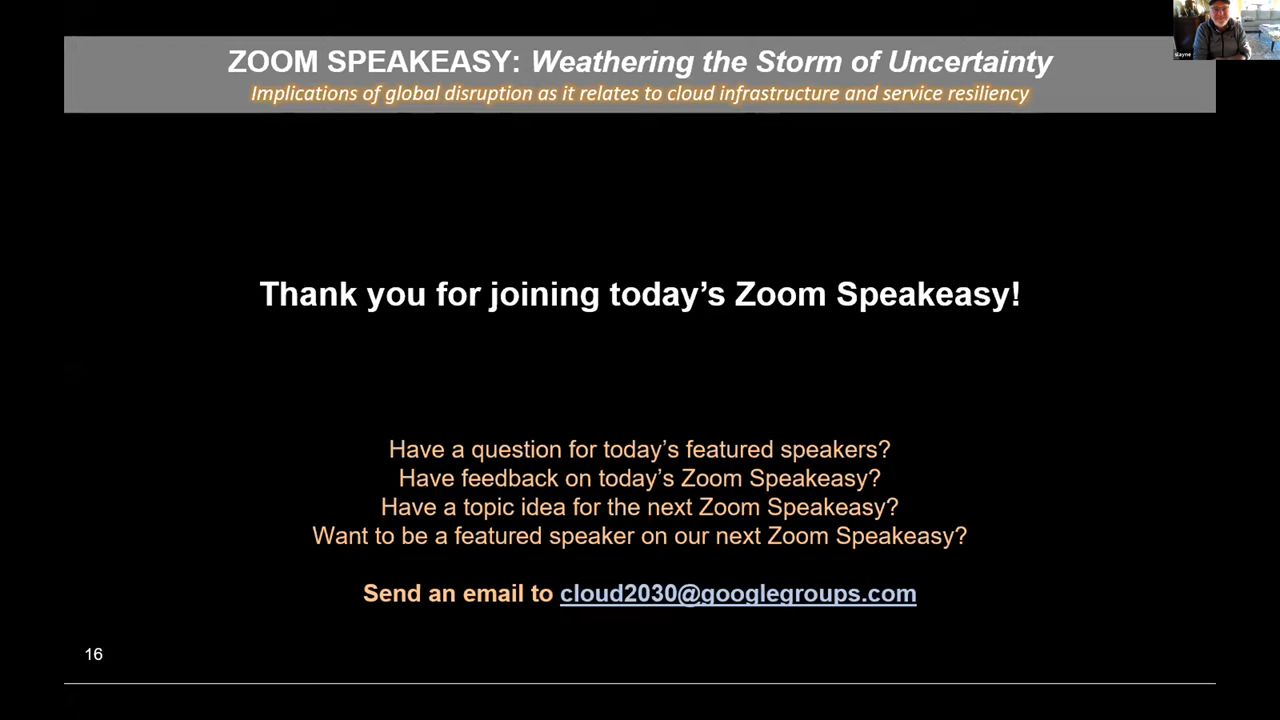 ZOOM SPEAKEASY: Weathering the Storm of Uncertainty
Implications of global disruption as it relates to cloud infrastructure and service resiliency
Thank you for joining today’s Zoom Speakeasy!
Have a question for today’s featured speakers?
Have feedback on today’s Zoom Speakeasy?
Have a topic idea for the next Zoom Speakeasy?
Want to be a featured speaker on our next Zoom Speakeasy?
Send an email to cloud2030@googlegroups.com
16